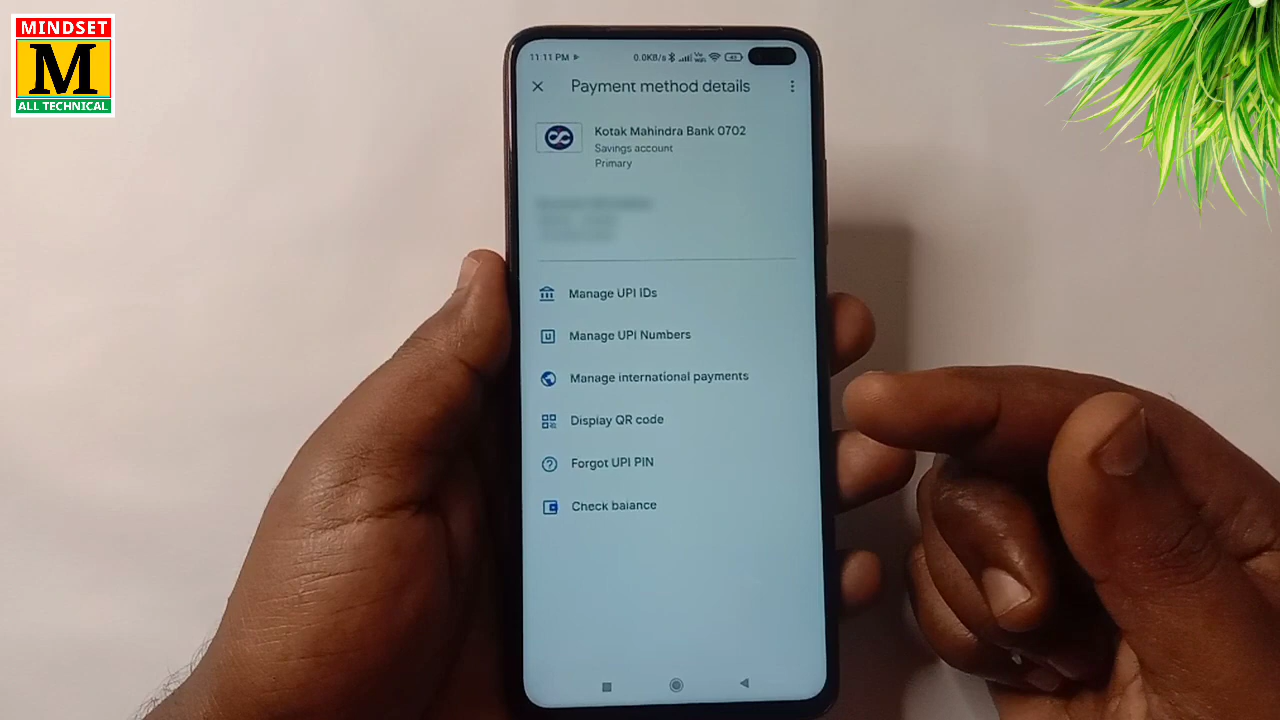 MINDSET
M
ALL TECHNICAL
11:11 PM
0.0KB/s
Payment method details
Kotak Mahindra Bank 0702
Savings account
Primary
Manage UPI IDs
Manage UPI Numbers
Manage international payments
Display QR code
Forgot UPI PIN
Check balance